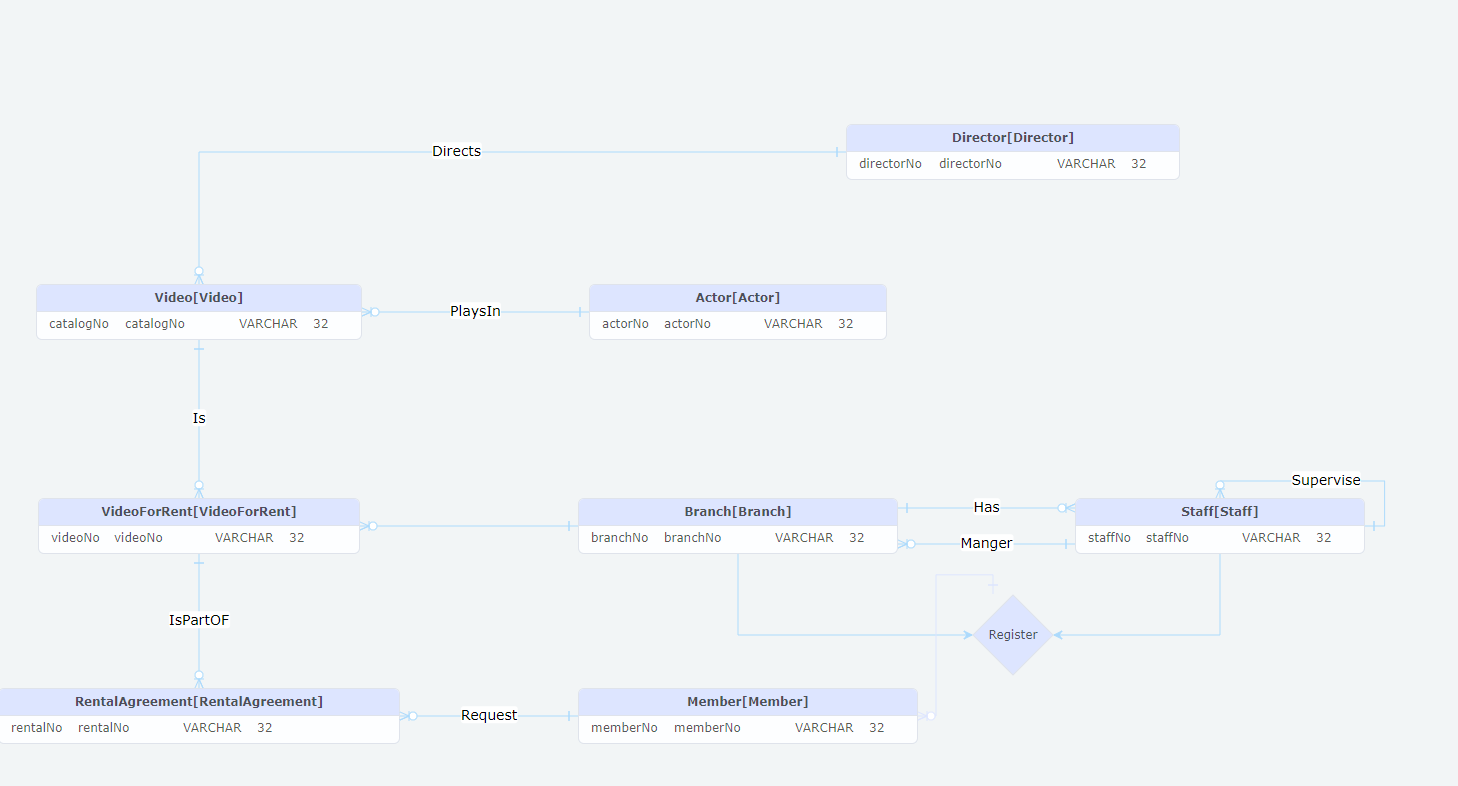 Directs
Director[Director]
directorNo directorNo VARCHAR 32
Video[Video]
catalogNo catalogNo VARCHAR 32
PlaysIn
Actor[Actor]
actorNo actorNo VARCHAR 32
Is
Supervise
VideoForRent[VideoForRent]
videoNo videoNo VARCHAR 32
Branch[Branch]
branchNo branchNo VARCHAR 32
Has
Manger
Staff[Staff]
staffNo staffNo VARCHAR 32
IsPartOF
Register
RentalAgreement[RentalAgreement]
rentalNo rentalNo VARCHAR 32
Request
Member[Member]
memberNo memberNo VARCHAR 32